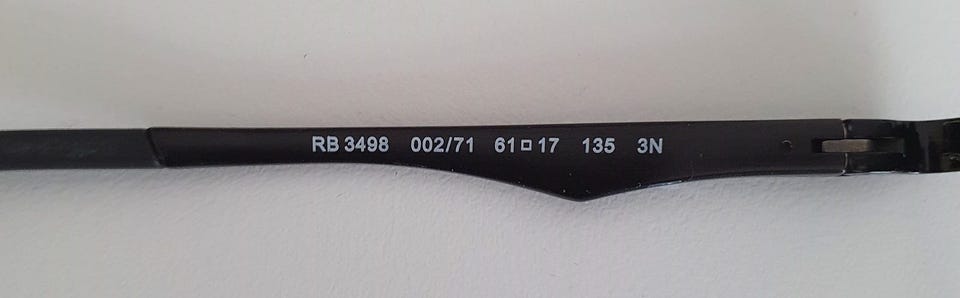 RB 3498 002/71 61□17 135 3N